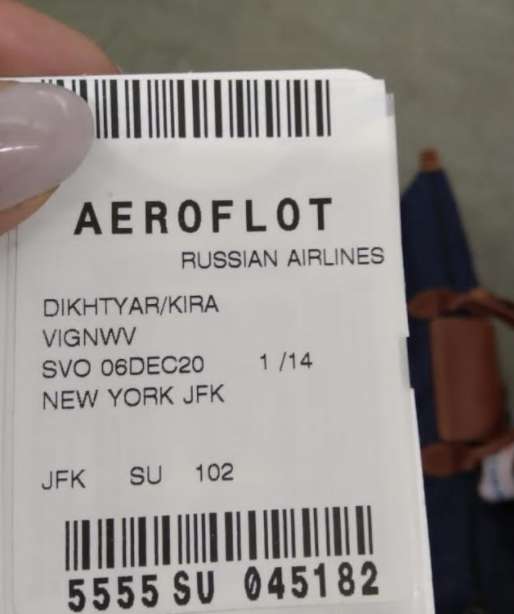 AEROFLOT
RUSSIAN AIRLINES
DIKHTYAR/KIRA
VIGNWV
SVO 06DEC20 1 /14
NEW YORK JFK
JFK SU 102
5555 SU 045182